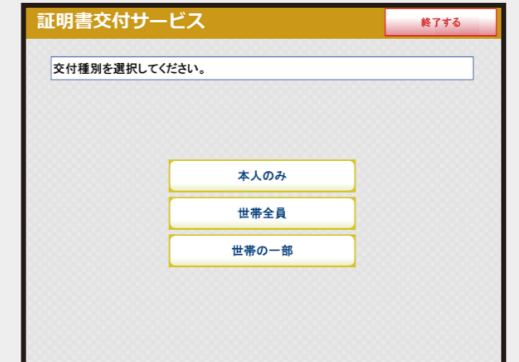 証明書交付サービス
終了する
交付種別を選択してください。
本人のみ
世帯全員
世帯の一部